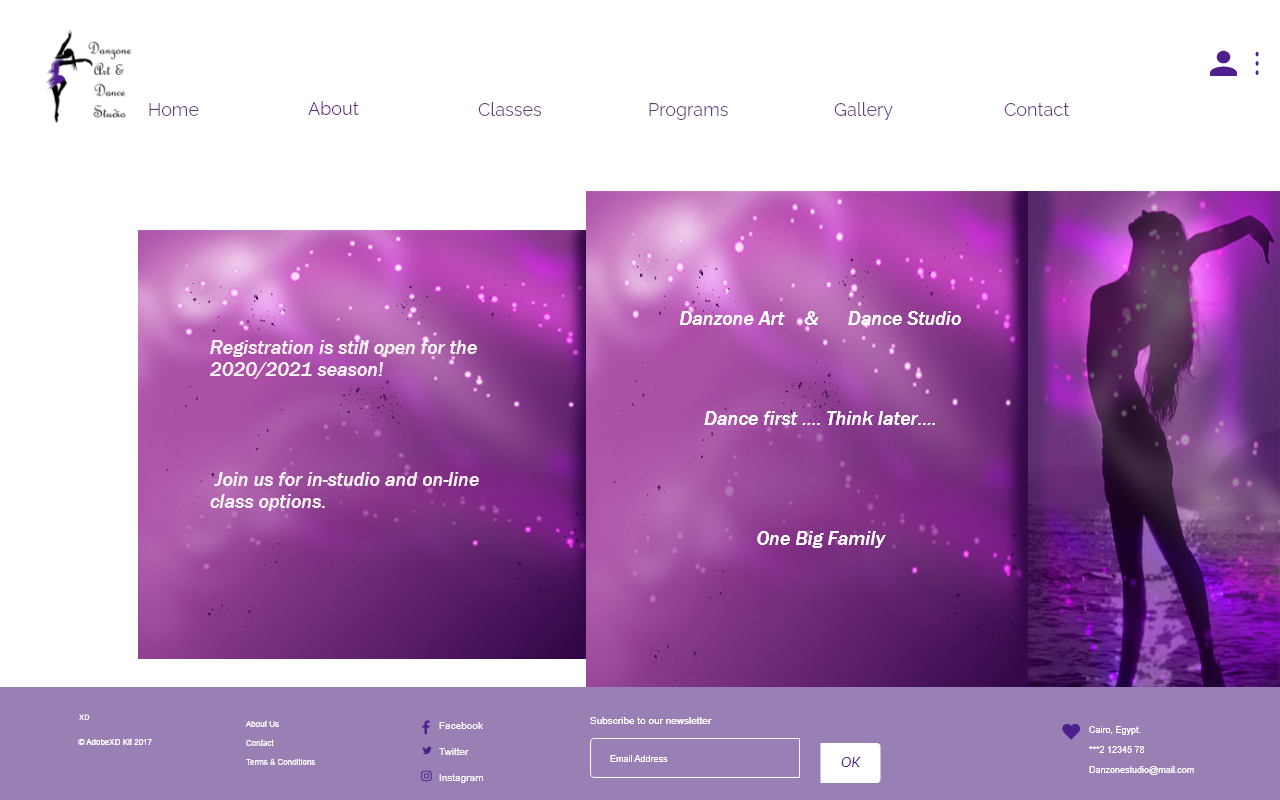 Danzone
Art &
Dance
Studio
Home
About
Classes
Programs
Gallery
Contact
Registration is still open for the
2020/2021 season!
Join us for in-studio and on-line
class options.
Danzone Art & Dance Studio
Dance first .... Think later....
One Big Family
XD
© AdobeXD Kit 2017
About Us
Contact
Terms & Conditions
Facebook
Twitter
Instagram
Subscribe to our newsletter
Email Address
OK
Cairo, Egypt.
***2 12345 78
Danzonestudio@mail.com